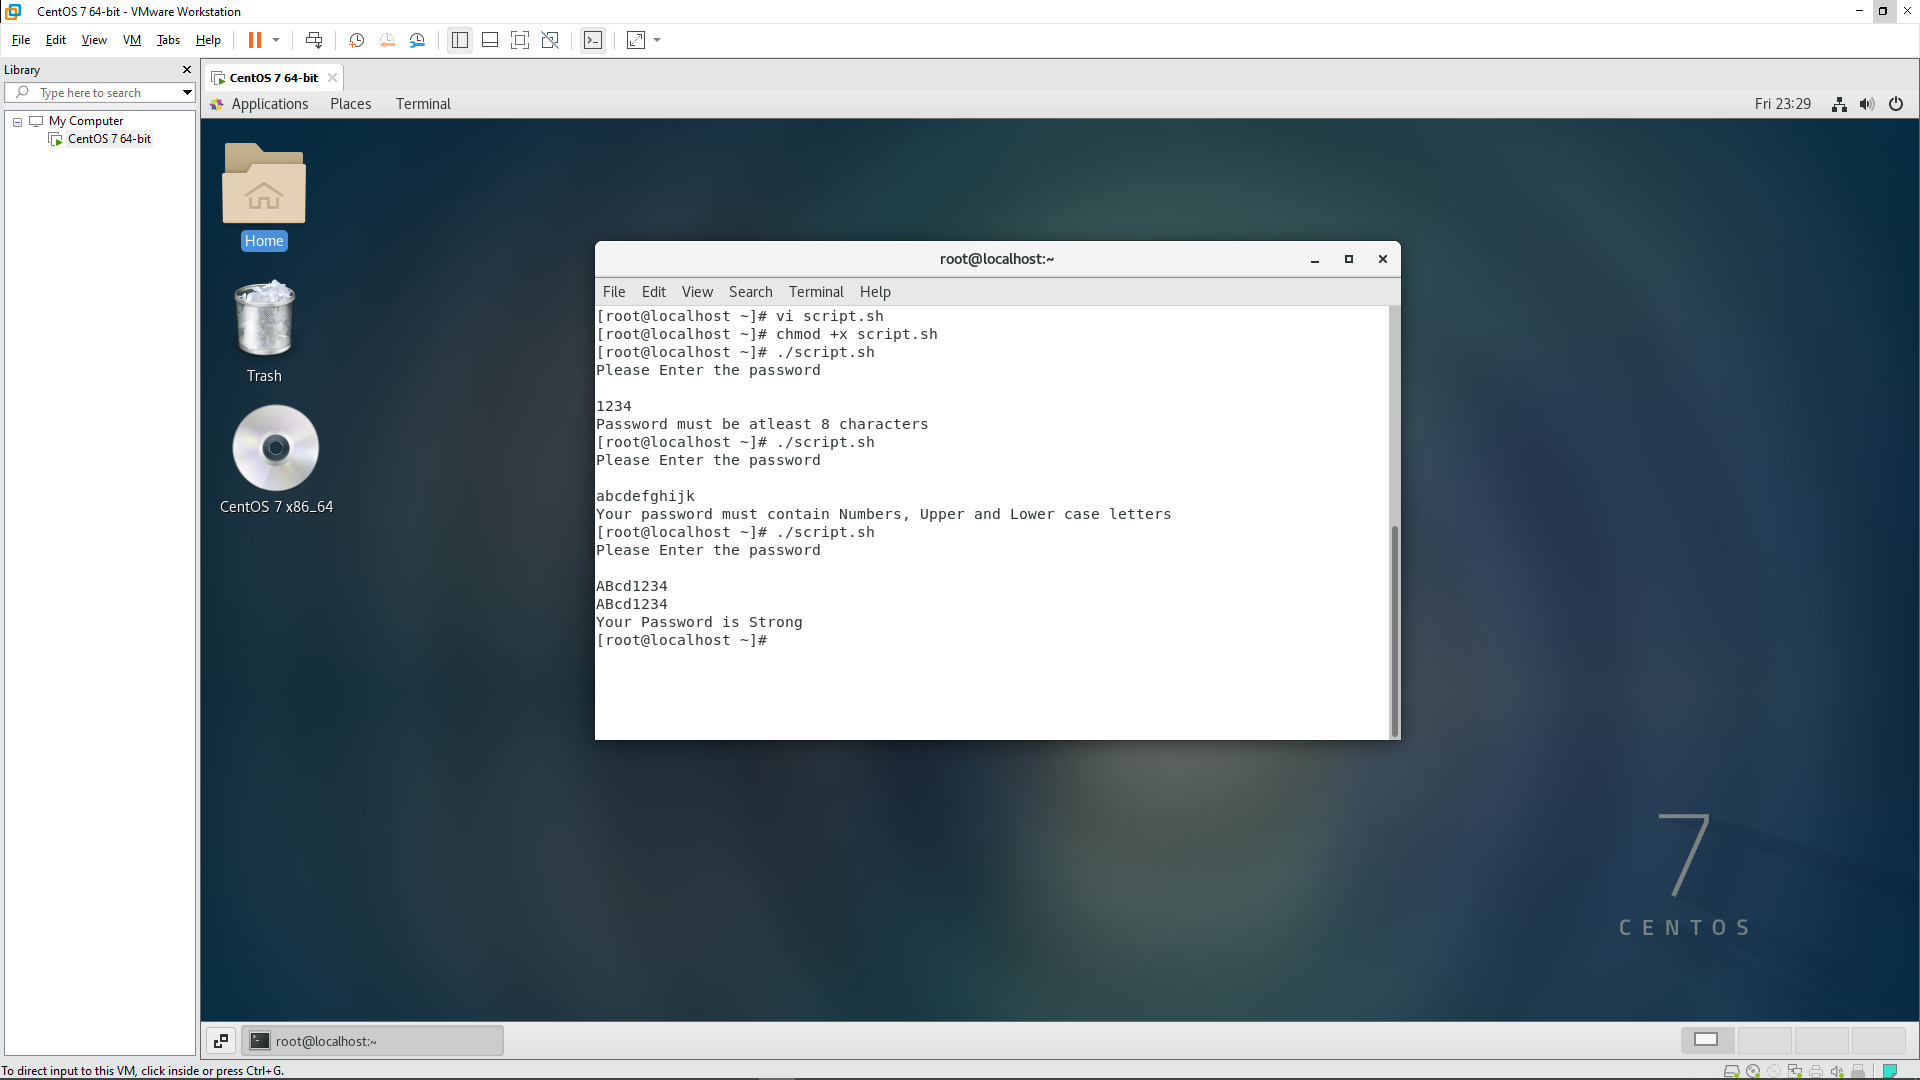 CentOS 7 64-bit - VMware Workstation
File Edit View VM Tabs Help
Library
Type here to search
My Computer
CentOS 7 64-bit
CentOS 7 64-bit
Applications Places Terminal Fri 23:29
Home
Trash
CentOS 7 x86_64
root@localhost:~
File Edit View Search Terminal Help
[root@localhost ~]# vi script.sh
[root@localhost ~]# chmod +x script.sh
[root@localhost ~]# ./script.sh
Please Enter the password
1234
Password must be atleast 8 characters
[root@localhost ~]# ./script.sh
Please Enter the password
abcdefghijk
Your password must contain Numbers, Upper and Lower case letters
[root@localhost ~]# ./script.sh
Please Enter the password
ABcd1234
ABcd1234
Your Password is Strong
[root@localhost ~]#
7
CENTOS
root@localhost:~
To direct input to this VM, click inside or press Ctrl+G.